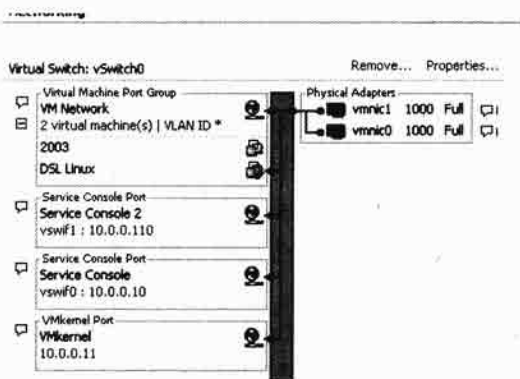 Networking
Virtual Switch: vSwitch0 Remove... Properties...
Virtual Machine Port Group
VM Network
2 virtual machine(s) | VLAN ID *
2003
DSL Linux
Service Console Port
Service Console 2
vswif1 : 10.0.0.110
Service Console Port
Service Console
vswif0 : 10.0.0.10
VMkernel Port
VMkernel
10.0.0.11
Physical Adapters
vmnic1 1000 Full
vmnic0 1000 Full